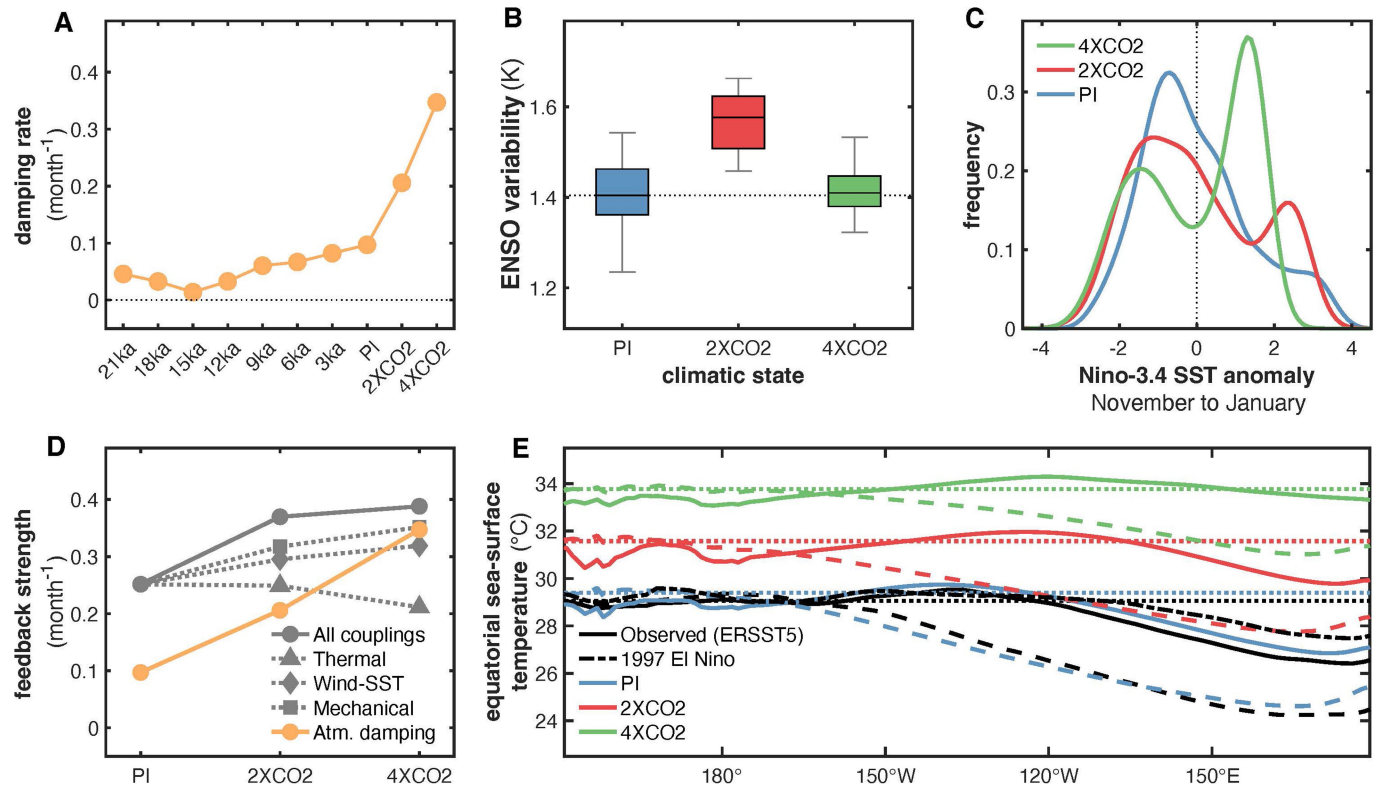 A
damping rate
(month⁻¹)
0.4
0.3
0.2
0.1
0
21ka
18ka
15ka
12ka
9ka
6ka
3ka
PI
2XCO2
4XCO2
B
ENSO variability (K)
1.6
1.4
1.2
PI
2XCO2
4XCO2
climatic state
C
4XCO2
2XCO2
PI
frequency
0.3
0.2
0.1
0
-4
-2
0
2
4
Nino-3.4 SST anomaly
November to January
D
feedback strength
(month⁻¹)
0.4
0.3
0.2
0.1
0
All couplings
Thermal
Wind-SST
Mechanical
Atm. damping
PI
2XCO2
4XCO2
E
equatorial sea-surface
temperature (°C)
34
32
30
28
26
24
Observed (ERSST5)
1997 El Nino
PI
2XCO2
4XCO2
180°
150°W
120°W
150°E